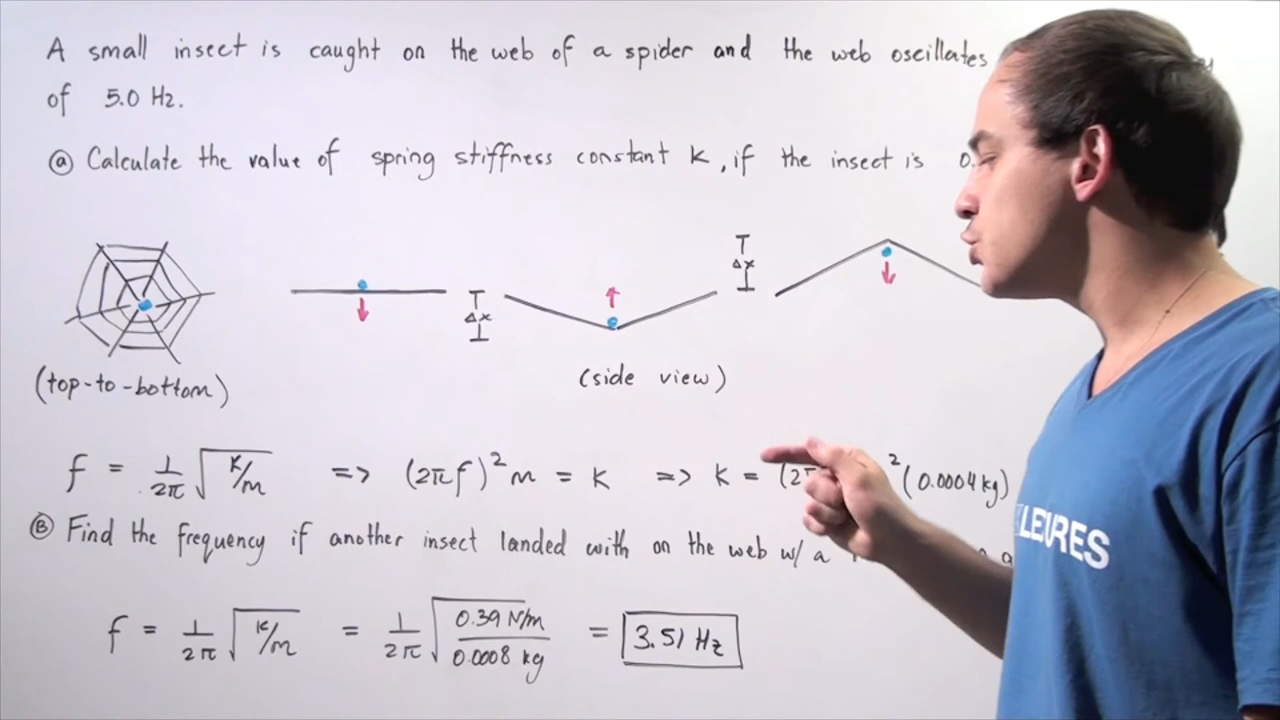 A small insect is caught on the web of a spider and the web oscillates
of 5.0 Hz.
ⓐ Calculate the value of spring stiffness constant K, if the insect is
T Δx T Δx
(top-to-bottom) (side view)
f = 1/2π √K/m => (2πf)²m = K => K = (2π ²(0.0004 kg)
Ⓑ Find the frequency if another insect landed with on the web w/ a
f = 1/2π √K/m = 1/2π √0.39 N/m / 0.0008 kg = 3.51 Hz